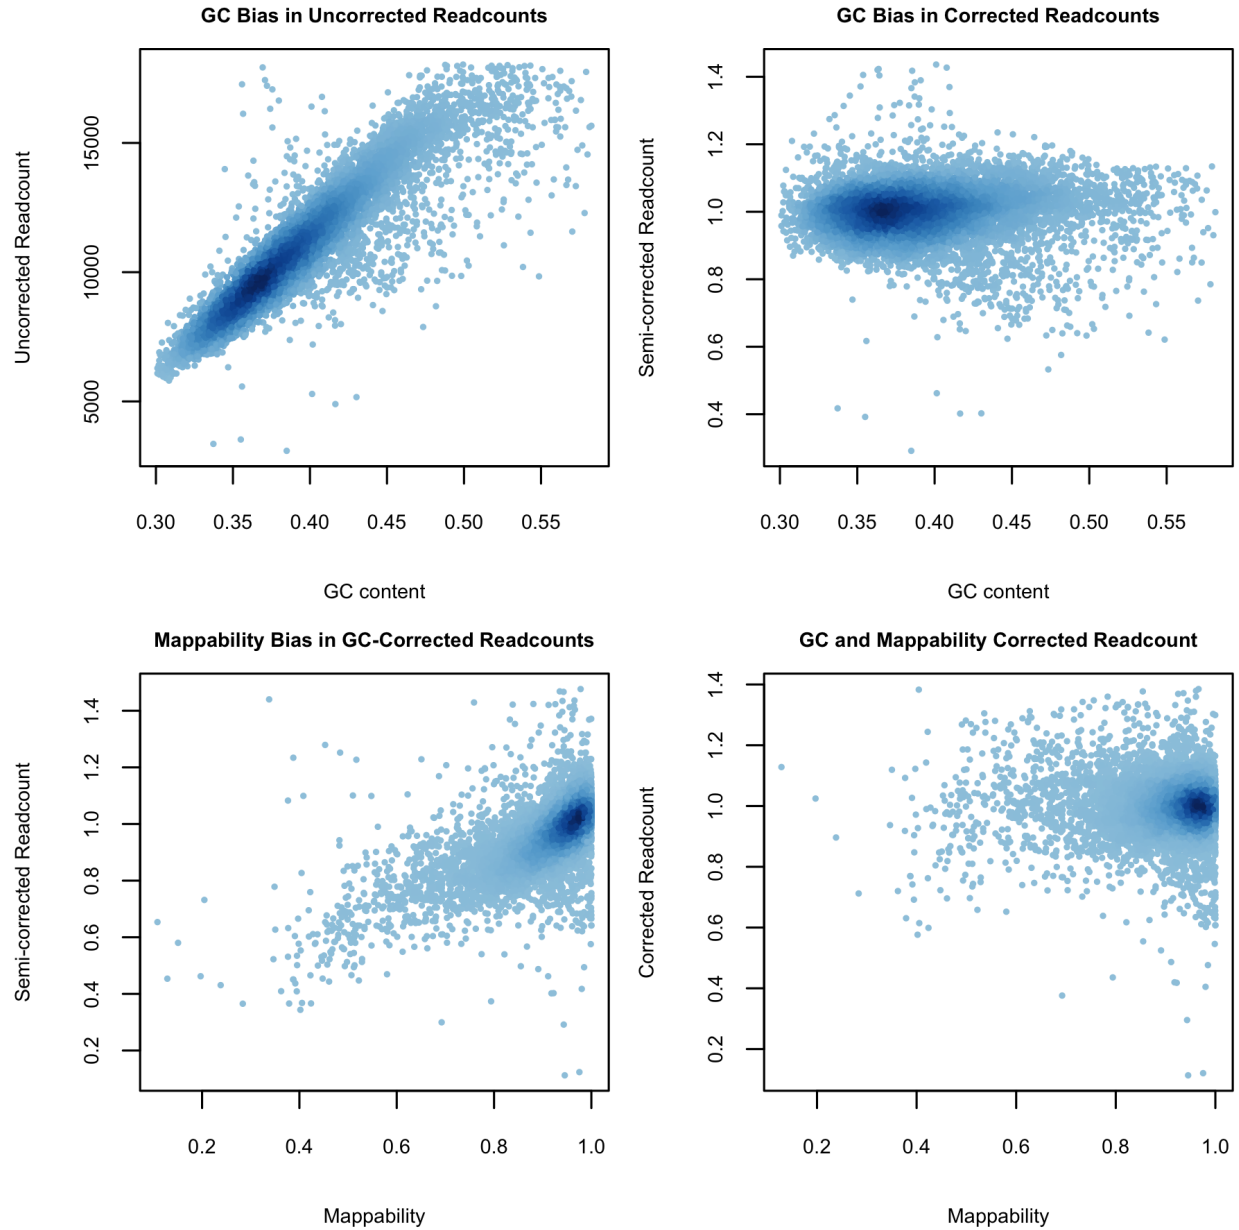 GC Bias in Uncorrected Readcounts
Uncorrected Readcount
15000
10000
5000
0.30 0.35 0.40 0.45 0.50 0.55
GC content
GC Bias in Corrected Readcounts
Semi-corrected Readcount
1.4
1.2
1.0
0.8
0.6
0.4
0.30 0.35 0.40 0.45 0.50 0.55
GC content
Mappability Bias in GC-Corrected Readcounts
Semi-corrected Readcount
1.4
1.2
1.0
0.8
0.6
0.4
0.2
0.2 0.4 0.6 0.8 1.0
Mappability
GC and Mappability Corrected Readcount
Corrected Readcount
1.4
1.2
1.0
0.8
0.6
0.4
0.2
0.2 0.4 0.6 0.8 1.0
Mappability